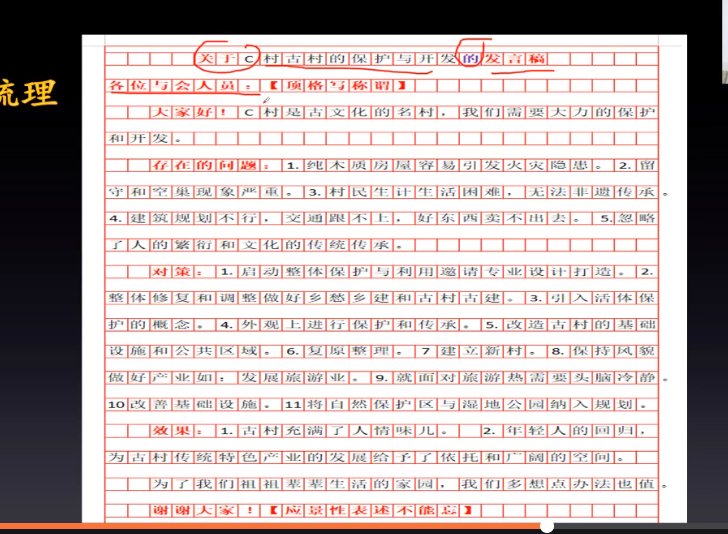 关于C村古村的保护与开发的发言稿
梳理
各位与会人员：【顶格写称谓】
大家好！C村是古文化的名村，我们需要大力的保护
和开发。
存在的问题：1.纯木质房屋容易引发火灾隐患。2.留
守和空巢现象严重。3.村民生计生活困难，无法非遗传承。
4.建筑规划不行，交通跟不上，好东西卖不出去。5.忽略
了人的繁衍和文化的传统传承。
对策：1.启动整体保护与利用邀请专业设计打造。2.
整体修复和调整做好乡愁乡建和古村古建。3.引入活体保
护的概念。4.外观上进行保护和传承。5.改造古村的基础
设施和公共区域。6.复原整理。7建立新村。8.保持风貌
做好产业如：发展旅游业。9.就面对旅游热需要头脑冷静。
10改善基础设施。11将自然保护区与湿地公园纳入规划。
效果：1.古村充满了人情味儿。2.年轻人的回归，
为古村传统特色产业的发展给予了依托和广阔的空间。
为了我们祖祖辈辈生活的家园，我们多想点办法也值。
谢谢大家！【应景性表述不能忘】